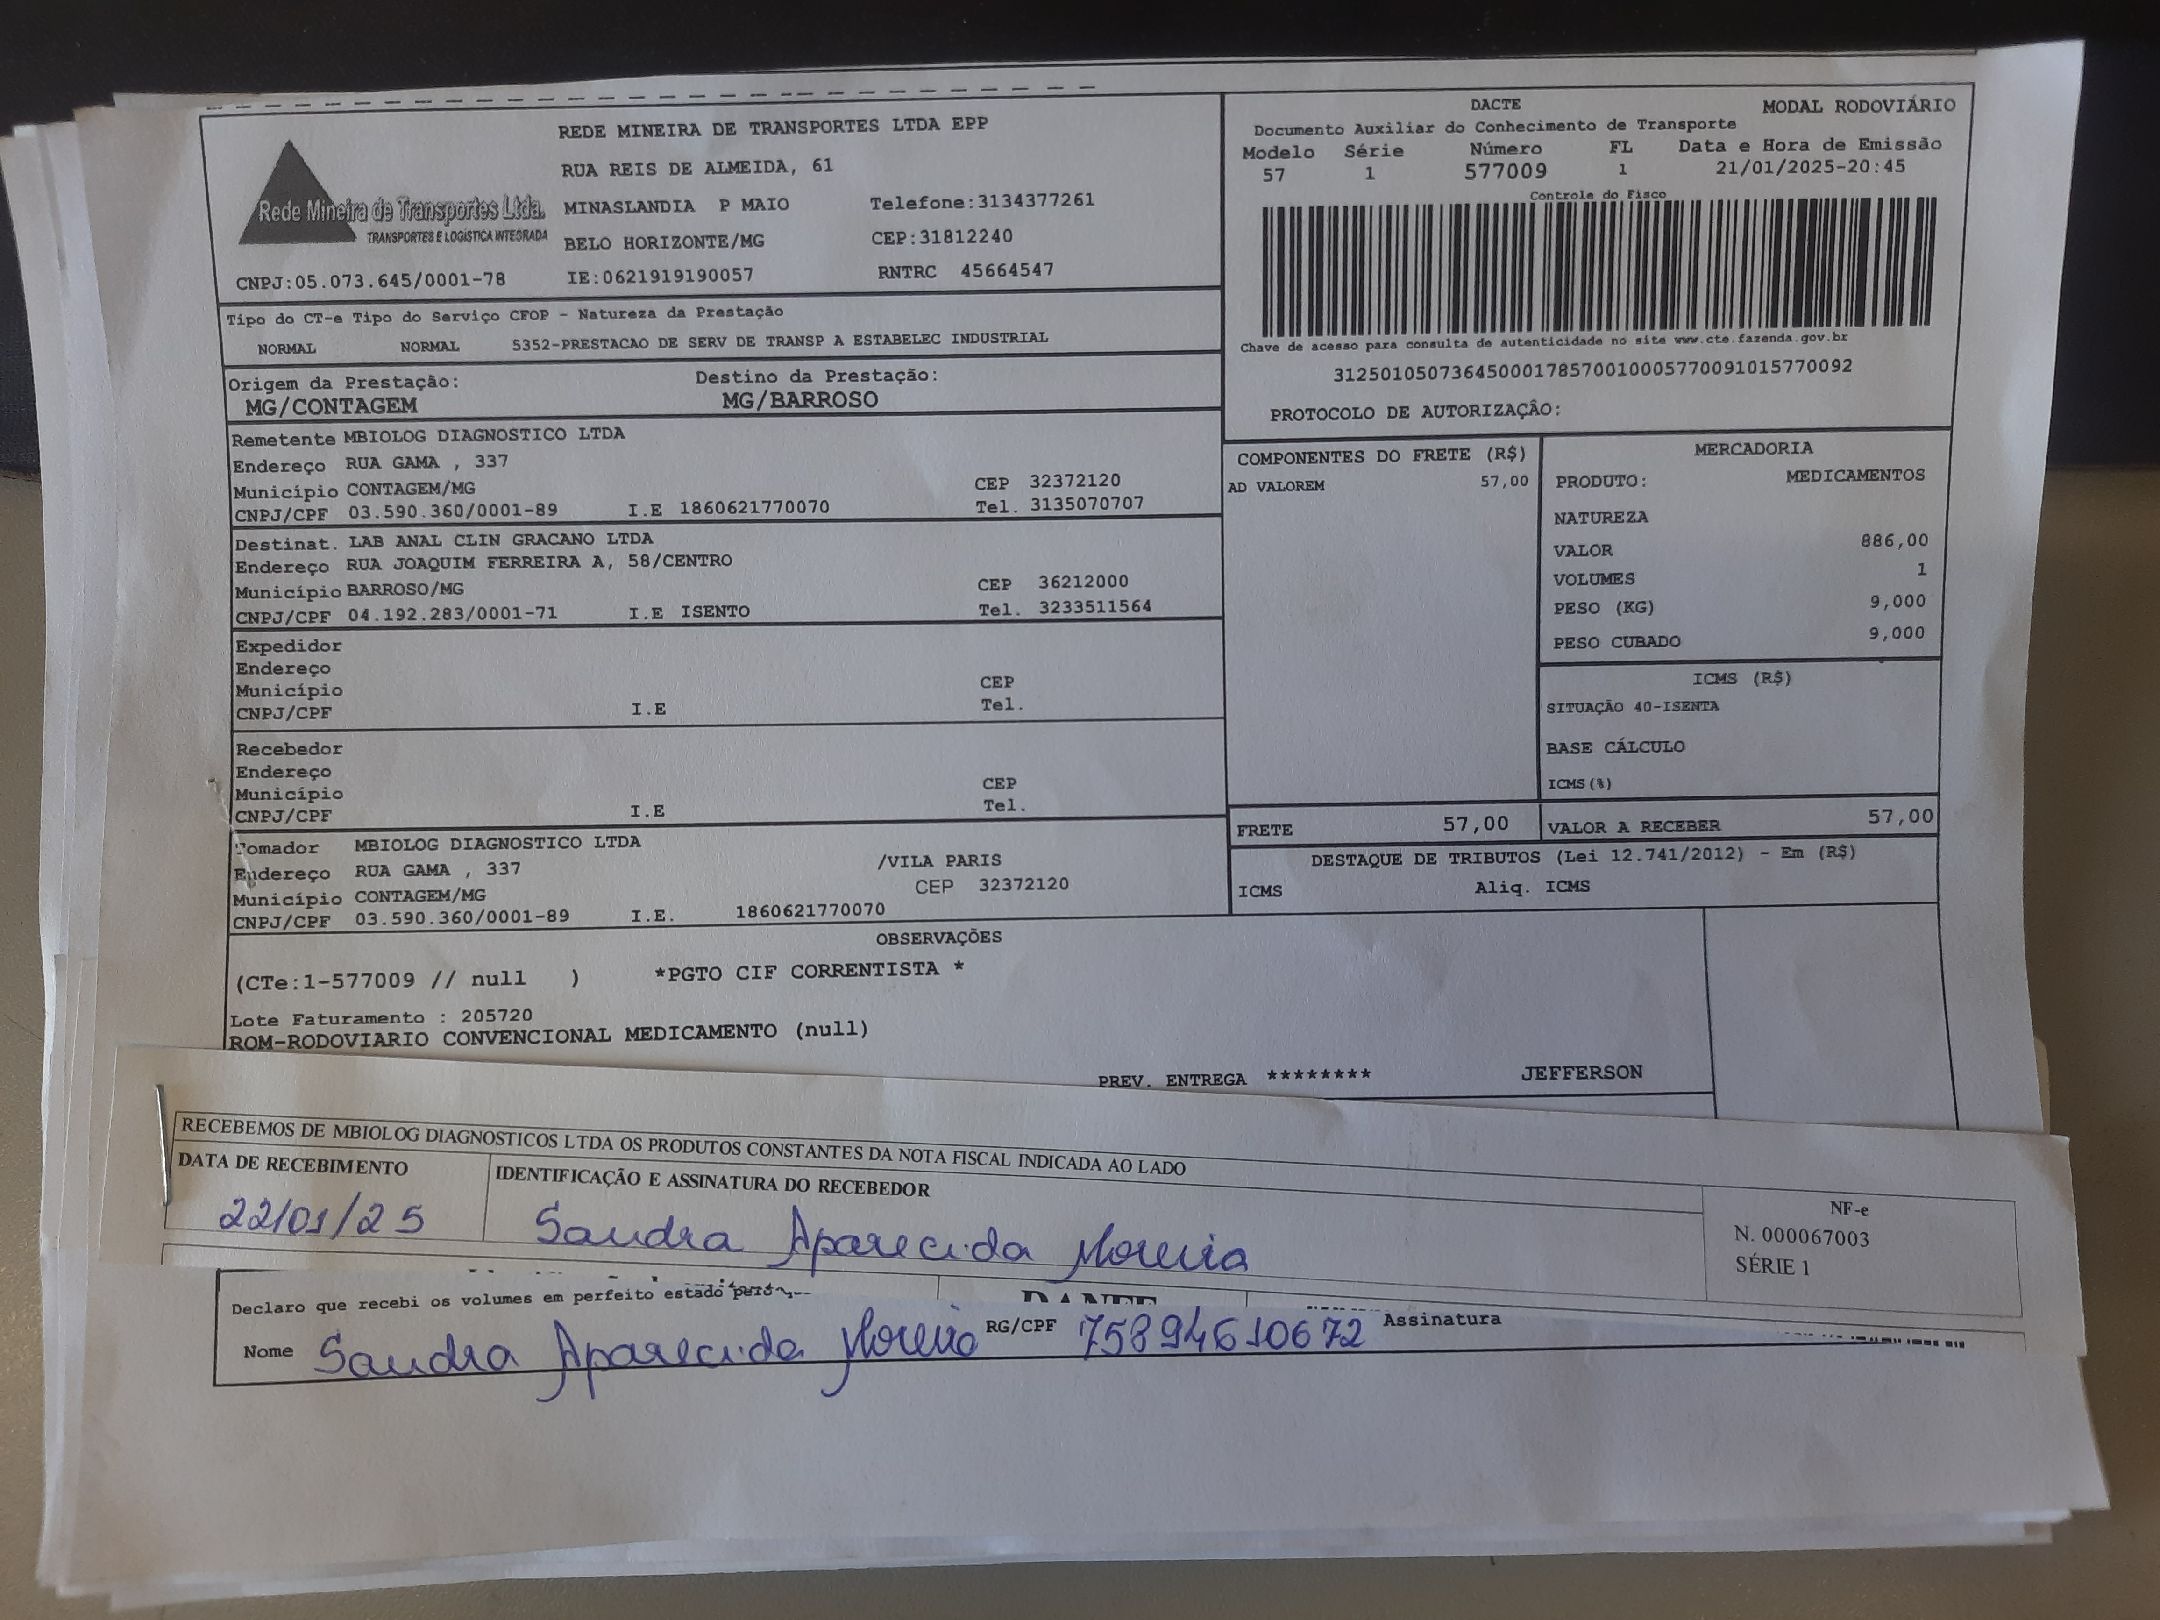 REDE MINEIRA DE TRANSPORTES LTDA EPP
RUA REIS DE ALMEIDA, 61
Rede Mineira de Transportes Ltda.
TRANSPORTES E LOGÍSTICA INTEGRADA
MINASLANDIA P MAIO Telefone:3134377261
BELO HORIZONTE/MG CEP:31812240
CNPJ:05.073.645/0001-78 IE:0621919190057 RNTRC 45664547
DACTE MODAL RODOVIÁRIO
Documento Auxiliar do Conhecimento de Transporte
Modelo Série Número FL Data e Hora de Emissão
57 1 577009 1 21/01/2025-20:45
Controle do Fisco
Chave de acesso para consulta de autenticidade no site www.cte.fazenda.gov.br
31250105073645000178570010005770091015770092
PROTOCOLO DE AUTORIZAÇÃO:
Tipo do CT-e Tipo do Serviço CFOP - Natureza da Prestação
NORMAL NORMAL 5352-PRESTACAO DE SERV DE TRANSP A ESTABELEC INDUSTRIAL
Origem da Prestação: Destino da Prestação:
MG/CONTAGEM MG/BARROSO
Remetente MBIOLOG DIAGNOSTICO LTDA
Endereço RUA GAMA , 337
Município CONTAGEM/MG CEP 32372120
CNPJ/CPF 03.590.360/0001-89 I.E 1860621770070 Tel. 3135070707
Destinat. LAB ANAL CLIN GRACANO LTDA
Endereço RUA JOAQUIM FERREIRA A, 58/CENTRO
Município BARROSO/MG CEP 36212000
CNPJ/CPF 04.192.283/0001-71 I.E ISENTO Tel. 3233511564
Expedidor
Endereço
Município CEP
CNPJ/CPF I.E Tel.
Recebedor
Endereço
Município CEP
CNPJ/CPF I.E Tel.
Tomador MBIOLOG DIAGNOSTICO LTDA
Endereço RUA GAMA , 337 /VILA PARIS
Município CONTAGEM/MG CEP 32372120
CNPJ/CPF 03.590.360/0001-89 I.E. 1860621770070
COMPONENTES DO FRETE (R$)
AD VALOREM 57,00
MERCADORIA
PRODUTO: MEDICAMENTOS
NATUREZA
VALOR 886,00
VOLUMES 1
PESO (KG) 9,000
PESO CUBADO 9,000
ICMS (R$)
SITUAÇÃO 40-ISENTA
BASE CÁLCULO
ICMS(%)
FRETE 57,00 VALOR A RECEBER 57,00
DESTAQUE DE TRIBUTOS (Lei 12.741/2012) - Em (R$)
ICMS Aliq. ICMS
OBSERVAÇÕES
(CTe:1-577009 // null ) *PGTO CIF CORRENTISTA *
Lote Faturamento : 205720
ROM-RODOVIARIO CONVENCIONAL MEDICAMENTO (null)
PREV. ENTREGA ******** JEFFERSON
RECEBEMOS DE MBIOLOG DIAGNOSTICOS LTDA OS PRODUTOS CONSTANTES DA NOTA FISCAL INDICADA AO LADO
DATA DE RECEBIMENTO IDENTIFICAÇÃO E ASSINATURA DO RECEBEDOR
22/01/25 Sandra Aparecida Moreira
NF-e
N. 000067003
SÉRIE 1
Declaro que recebi os volumes em perfeito estado
Nome Sandra Aparecida Moreira RG/CPF 75894610672 Assinatura